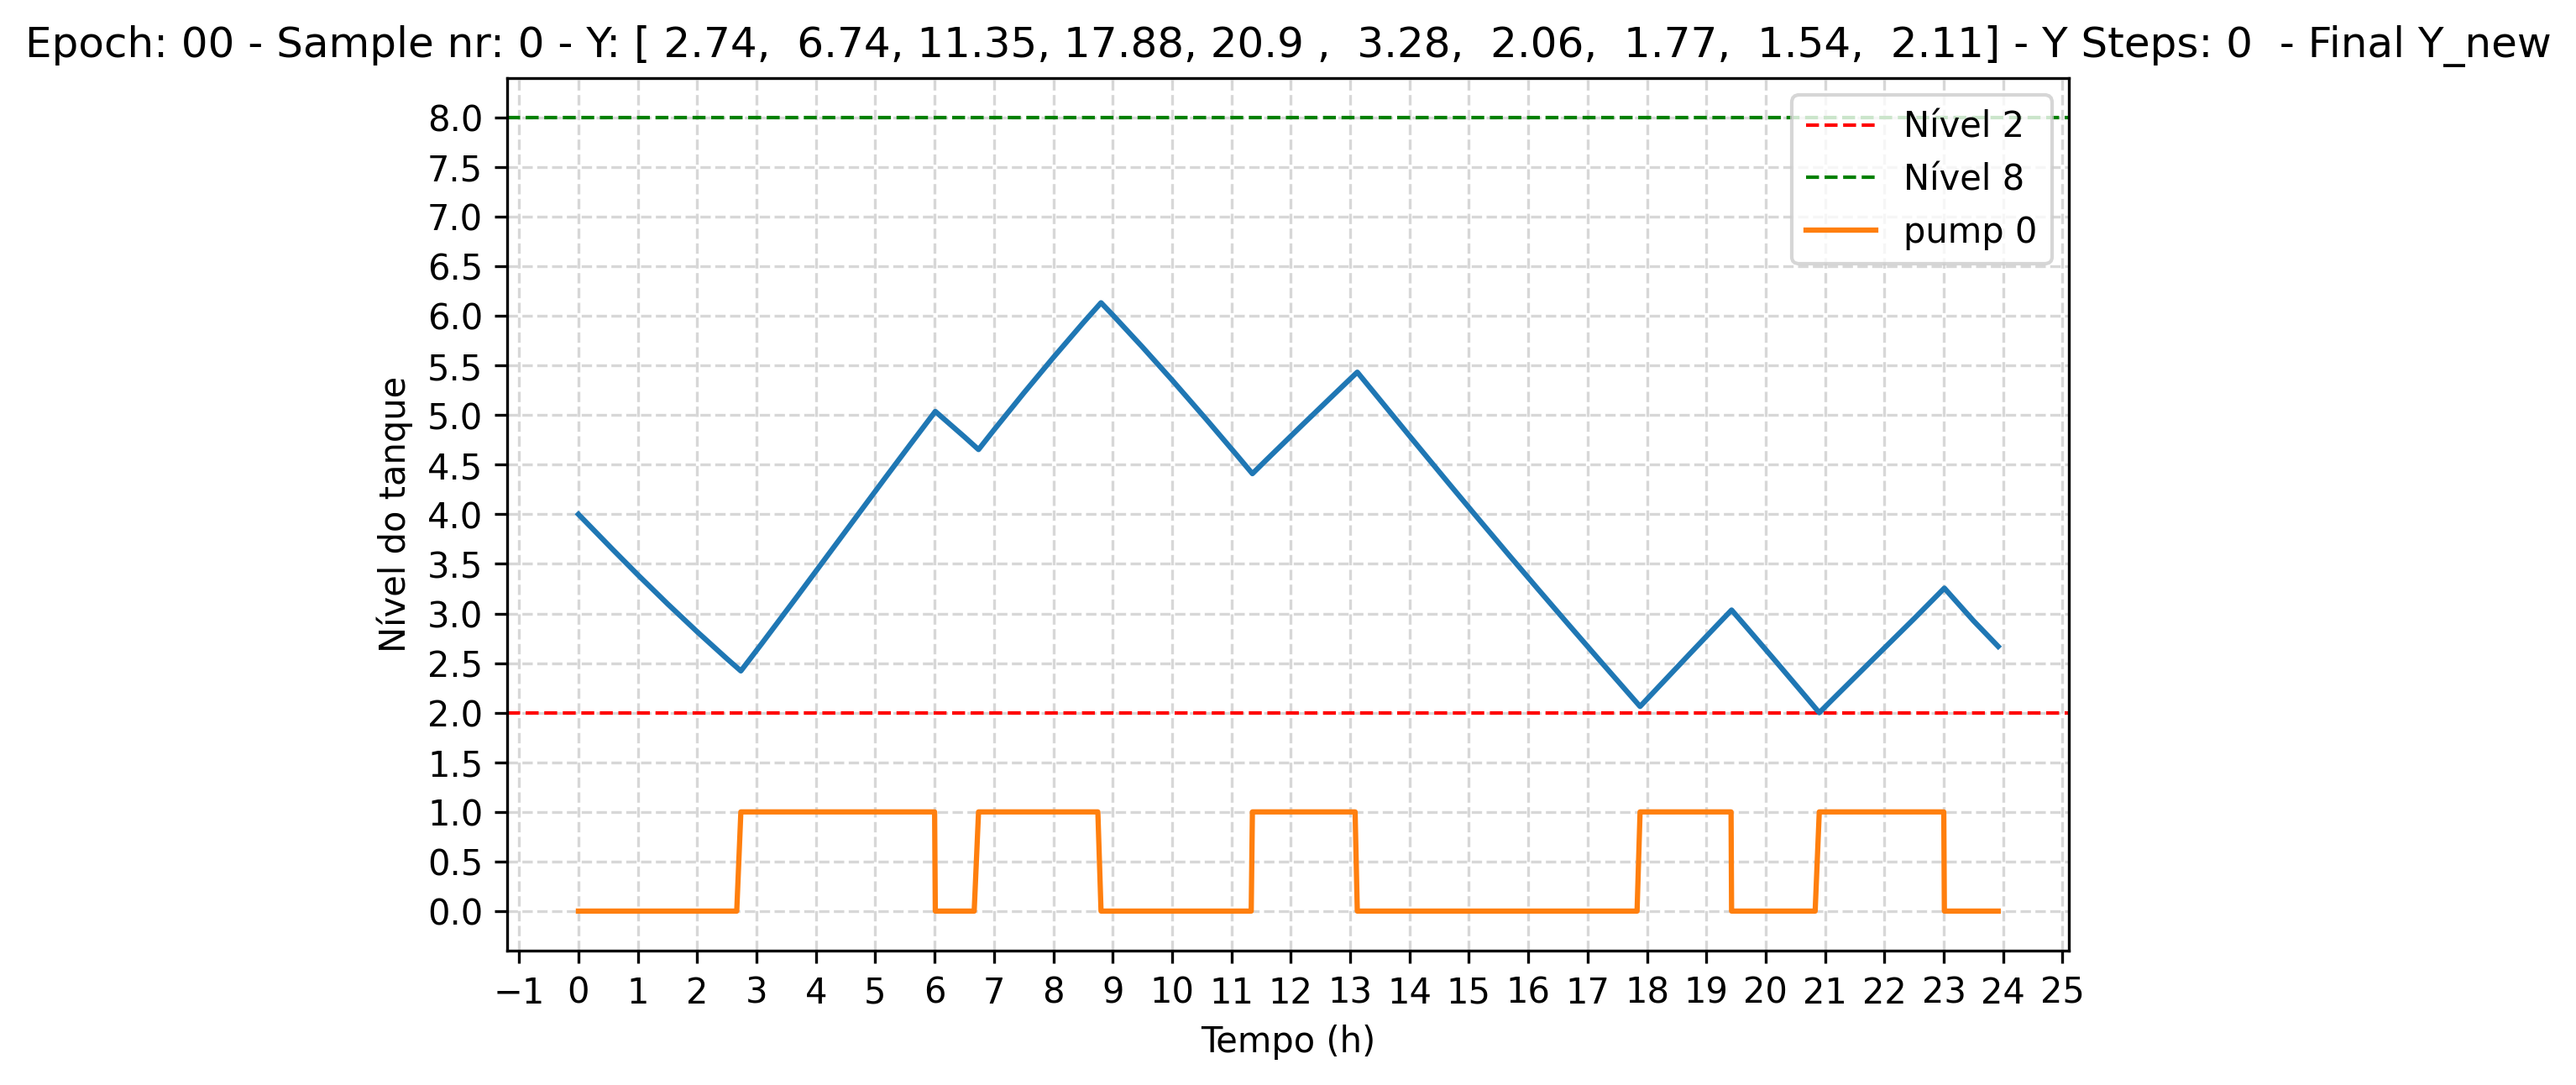 Epoch: 00 - Sample nr: 0 - Y: [ 2.74,  6.74, 11.35, 17.88, 20.9 ,  3.28,  2.06,  1.77,  1.54,  2.11] - Y Steps: 0  - Final Y_new
8.0
7.5
7.0
6.5
6.0
5.5
5.0
4.5
4.0
3.5
3.0
2.5
2.0
1.5
1.0
0.5
0.0
Nível do tanque
Nível 2
Nível 8
pump 0
−1 0 1 2 3 4 5 6 7 8 9 10 11 12 13 14 15 16 17 18 19 20 21 22 23 24 25
Tempo (h)